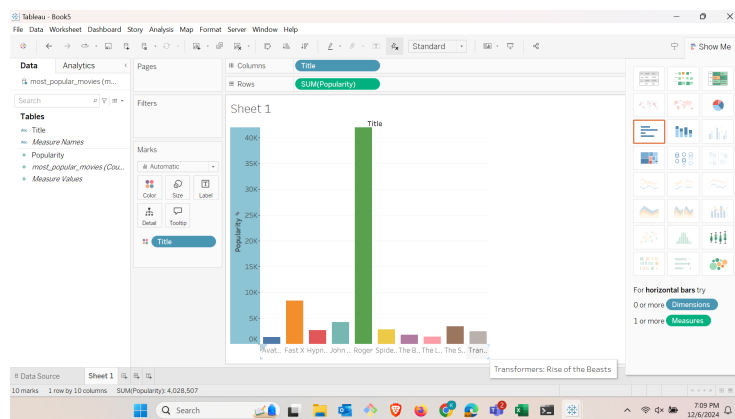 Tableau - Book5
File Data Worksheet Dashboard Story Analysis Map Format Server Window Help
Standard
Show Me
Data
Analytics
most_popular_movies (m...
Search
Tables
Abc Title
Abc Measure Names
Popularity
most_popular_movies (Cou...
Measure Values
Pages
Filters
Marks
Automatic
Color
Size
Label
Detail
Tooltip
Title
Columns
Title
Rows
SUM(Popularity)
Sheet 1
Title
Popularity
40K
35K
30K
25K
20K
15K
10K
5K
0K
Avat.. Fast X Hypn.. John .. Roger Spide.. The B.. The L.. The S.. Tran..
Transformers: Rise of the Beasts
For horizontal bars try
0 or more Dimensions
1 or more Measures
Data Source
Sheet 1
10 marks 1 row by 10 columns SUM(Popularity): 4,028,507
Search
2
7:09 PM
12/6/2024